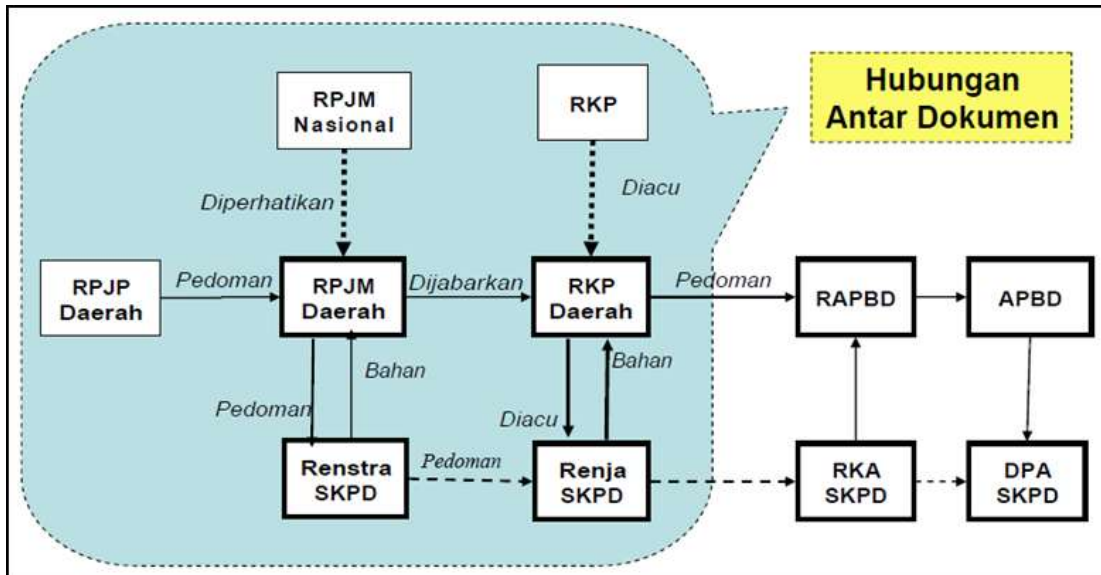 Hubungan
Antar Dokumen
RPJM
Nasional
RKP
Diperhatikan
Diacu
RPJP
Daerah
Pedoman
RPJM
Daerah
Dijabarkan
RKP
Daerah
Pedoman
RAPBD
APBD
Pedoman
Bahan
Diacu
Bahan
Renstra
SKPD
Pedoman
Renja
SKPD
RKA
SKPD
DPA
SKPD